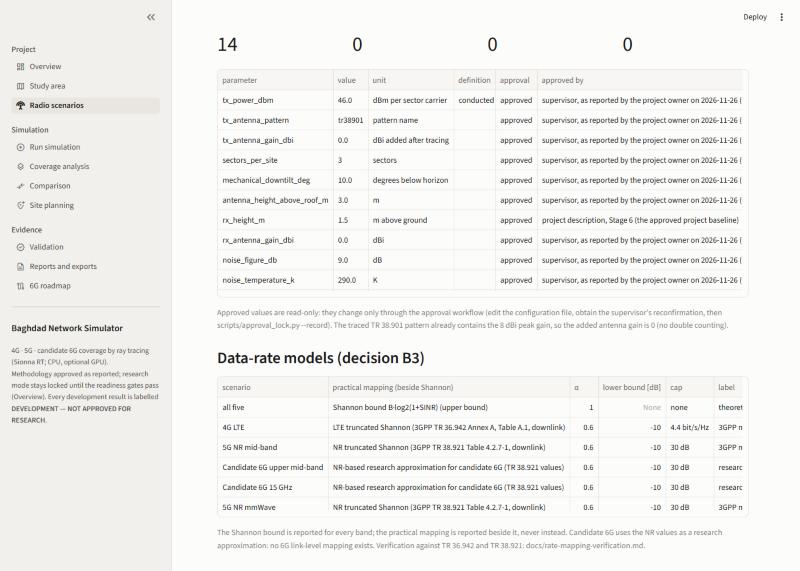 Deploy
Project
Overview
Study area
Radio scenarios
Simulation
Run simulation
Coverage analysis
Comparison
Site planning
Evidence
Validation
Reports and exports
6G roadmap
Baghdad Network Simulator
4G · 5G · candidate 6G coverage by ray tracing
(Sionna RT; CPU, optional GPU).
Methodology approved as reported; research
mode stays locked until the readiness gates pass
(Overview). Every development result is labelled
DEVELOPMENT — NOT APPROVED FOR
RESEARCH.
14 0 0 0
parameter value unit definition approval approved by
tx_power_dbm 46.0 dBm per sector carrier conducted approved supervisor, as reported by the project owner on 2026-11-26 (
tx_antenna_pattern tr38901 pattern name approved supervisor, as reported by the project owner on 2026-11-26 (
tx_antenna_gain_dbi 0.0 dBi added after tracing approved supervisor, as reported by the project owner on 2026-11-26 (
sectors_per_site 3 sectors approved supervisor, as reported by the project owner on 2026-11-26 (
mechanical_downtilt_deg 10.0 degrees below horizon approved supervisor, as reported by the project owner on 2026-11-26 (
antenna_height_above_roof_m 3.0 m approved supervisor, as reported by the project owner on 2026-11-26 (
rx_height_m 1.5 m above ground approved project description, Stage 6 (the approved project baseline)
rx_antenna_gain_dbi 0.0 dBi approved supervisor, as reported by the project owner on 2026-11-26 (
noise_figure_db 9.0 dB approved supervisor, as reported by the project owner on 2026-11-26 (
noise_temperature_k 290.0 K approved supervisor, as reported by the project owner on 2026-11-26 (
Approved values are read-only: they change only through the approval workflow (edit the configuration file, obtain the supervisor's reconfirmation, then
scripts/approval_lock.py --record). The traced TR 38.901 pattern already contains the 8 dBi peak gain, so the added antenna gain is 0 (no double counting).
Data-rate models (decision B3)
scenario practical mapping (beside Shannon) α lower bound [dB] cap label
all five Shannon bound B·log2(1+SINR) (upper bound) 1 None none theoret
4G LTE LTE truncated Shannon (3GPP TR 36.942 Annex A, Table A.1, downlink) 0.6 -10 4.4 bit/s/Hz 3GPP n
5G NR mid-band NR truncated Shannon (3GPP TR 38.921 Table 4.2.7-1, downlink) 0.6 -10 30 dB 3GPP n
Candidate 6G upper mid-band NR-based research approximation for candidate 6G (TR 38.921 values) 0.6 -10 30 dB researc
Candidate 6G 15 GHz NR-based research approximation for candidate 6G (TR 38.921 values) 0.6 -10 30 dB researc
5G NR mmWave NR truncated Shannon (3GPP TR 38.921 Table 4.2.7-1, downlink) 0.6 -10 30 dB 3GPP n
The Shannon bound is reported for every band; the practical mapping is reported beside it, never instead. Candidate 6G uses the NR values as a research
approximation: no 6G link-level mapping exists. Verification against TR 36.942 and TR 38.921: docs/rate-mapping-verification.md.